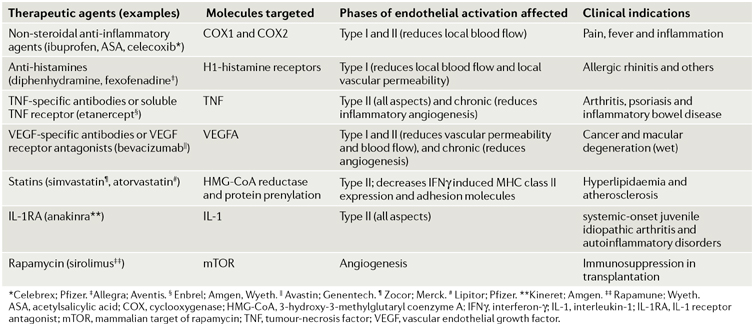 Therapeutic agents (examples) Molecules targeted Phases of endothelial activation affected Clinical indications
Non-steroidal anti-inflammatory COX1 and COX2 Type I and II (reduces local blood flow) Pain, fever and inflammation
agents (ibuprofen, ASA, celecoxib*)
Anti-histamines H1-histamine receptors Type I (reduces local blood flow and local Allergic rhinitis and others
(diphenhydramine, fexofenadine‡) vascular permeability)
TNF-specific antibodies or soluble TNF Type II (all aspects) and chronic (reduces Arthritis, psoriasis and
TNF receptor (etanercept§) inflammatory angiogenesis) inflammatory bowel disease
VEGF-specific antibodies or VEGF VEGFA Type I and II (reduces vascular permeability Cancer and macular
receptor antagonists (bevacizumab||) and blood flow), and chronic (reduces degeneration (wet)
angiogenesis)
Statins (simvastatin¶, atorvastatin#) HMG-CoA reductase Type II; decreases IFNγinduced MHC class II Hyperlipidaemia and
and protein prenylation expression and adhesion molecules atherosclerosis
IL-1RA (anakinra**) IL-1 Type II (all aspects) systemic-onset juvenile
idiopathic arthritis and
autoinflammatory disorders
Rapamycin (sirolimus‡‡) mTOR Angiogenesis Immunosuppression in
transplantation
*Celebrex; Pfizer. ‡Allegra; Aventis. § Enbrel; Amgen, Wyeth. || Avastin; Genentech. ¶ Zocor; Merck. # Lipitor; Pfizer. **Kineret; Amgen. ‡‡ Rapamune; Wyeth.
ASA, acetylsalicylic acid; COX, cyclooxygenase; HMG-CoA, 3-hydroxy-3-methylglutaryl coenzyme A; IFNγ, interferon-γ; IL-1, interleukin-1; IL-1RA, IL-1 receptor
antagonist; mTOR, mammalian target of rapamycin; TNF, tumour-necrosis factor; VEGF, vascular endothelial growth factor.